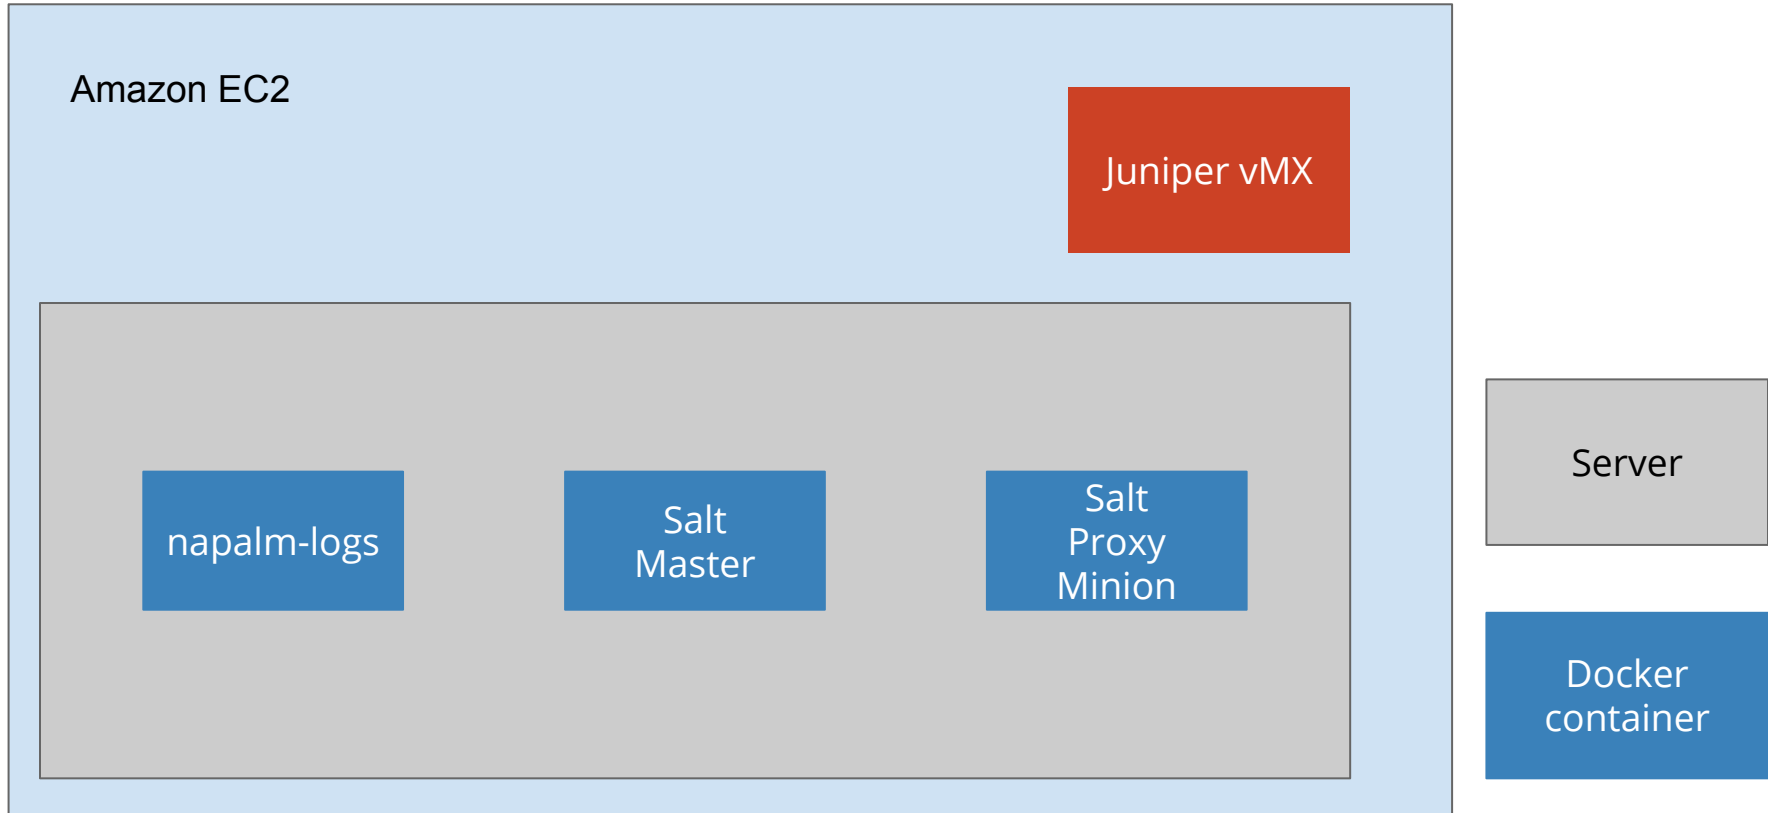 Amazon EC2
Juniper vMX
napalm-logs
Salt
Master
Salt
Proxy
Minion
Server
Docker
container